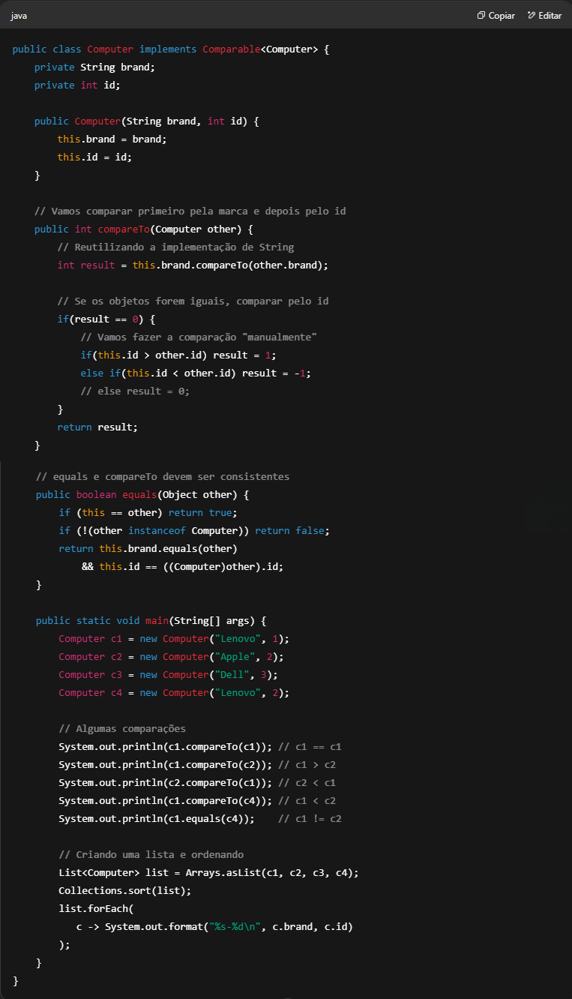 java
Copiar
Editar
public class Computer implements Comparable<Computer> {
    private String brand;
    private int id;

    public Computer(String brand, int id) {
        this.brand = brand;
        this.id = id;
    }

    // Vamos comparar primeiro pela marca e depois pelo id
    public int compareTo(Computer other) {
        // Reutilizando a implementação de String
        int result = this.brand.compareTo(other.brand);

        // Se os objetos forem iguais, comparar pelo id
        if(result == 0) {
            // Vamos fazer a comparação "manualmente"
            if(this.id > other.id) result = 1;
            else if(this.id < other.id) result = -1;
            // else result = 0;
        }
        return result;
    }

    // equals e compareTo devem ser consistentes
    public boolean equals(Object other) {
        if (this == other) return true;
        if (!(other instanceof Computer)) return false;
        return this.brand.equals(other)
            && this.id == ((Computer)other).id;
    }

    public static void main(String[] args) {
        Computer c1 = new Computer("Lenovo", 1);
        Computer c2 = new Computer("Apple", 2);
        Computer c3 = new Computer("Dell", 3);
        Computer c4 = new Computer("Lenovo", 2);

        // Algumas comparações
        System.out.println(c1.compareTo(c1)); // c1 == c1
        System.out.println(c1.compareTo(c2)); // c1 > c2
        System.out.println(c2.compareTo(c1)); // c2 < c1
        System.out.println(c1.compareTo(c4)); // c1 < c2
        System.out.println(c1.equals(c4));    // c1 != c2

        // Criando uma lista e ordenando
        List<Computer> list = Arrays.asList(c1, c2, c3, c4);
        Collections.sort(list);
        list.forEach(
           c -> System.out.format("%s-%d\n", c.brand, c.id)
        );
    }
}